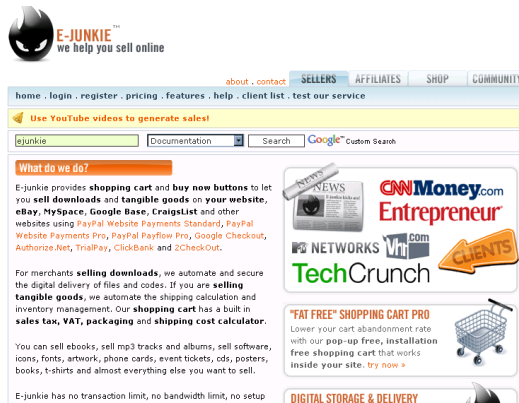 E-JUNKIE™
we help you sell online
about . contact
SELLERS
AFFILIATES
SHOP
COMMUNIT
home . login . register . pricing . features . help . client list . test our service
Use YouTube videos to generate sales!
ejunkie
Documentation
Search
Google™ Custom Search
What do we do?
E-junkie provides shopping cart and buy now buttons to let
you sell downloads and tangible goods on your website,
eBay, MySpace, Google Base, CraigsList and other
websites using PayPal Website Payments Standard, PayPal
Website Payments Pro, PayPal Payflow Pro, Google Checkout,
Authorize.Net, TrialPay, ClickBank and 2CheckOut.
For merchants selling downloads, we automate and secure
the digital delivery of files and codes. If you are selling
tangible goods, we automate the shipping calculation and
inventory management. Our shopping cart has a built in
sales tax, VAT, packaging and shipping cost calculator.
You can sell ebooks, sell mp3 tracks and albums, sell software,
icons, fonts, artwork, phone cards, event tickets, cds, posters,
books, t-shirts and almost everything else you want to sell.
E-junkie has no transaction limit, no bandwidth limit, no setup
NEWS
NEWS
CNNMoney.com
Entrepreneur
MTV NETWORKS
VH1.com
CLIENTS
TechCrunch
"FAT FREE" SHOPPING CART PRO
Lower your cart abandonment rate
with our pop-up free, installation
free shopping cart that works
inside your site. try now »
DIGITAL STORAGE & DELIVERY